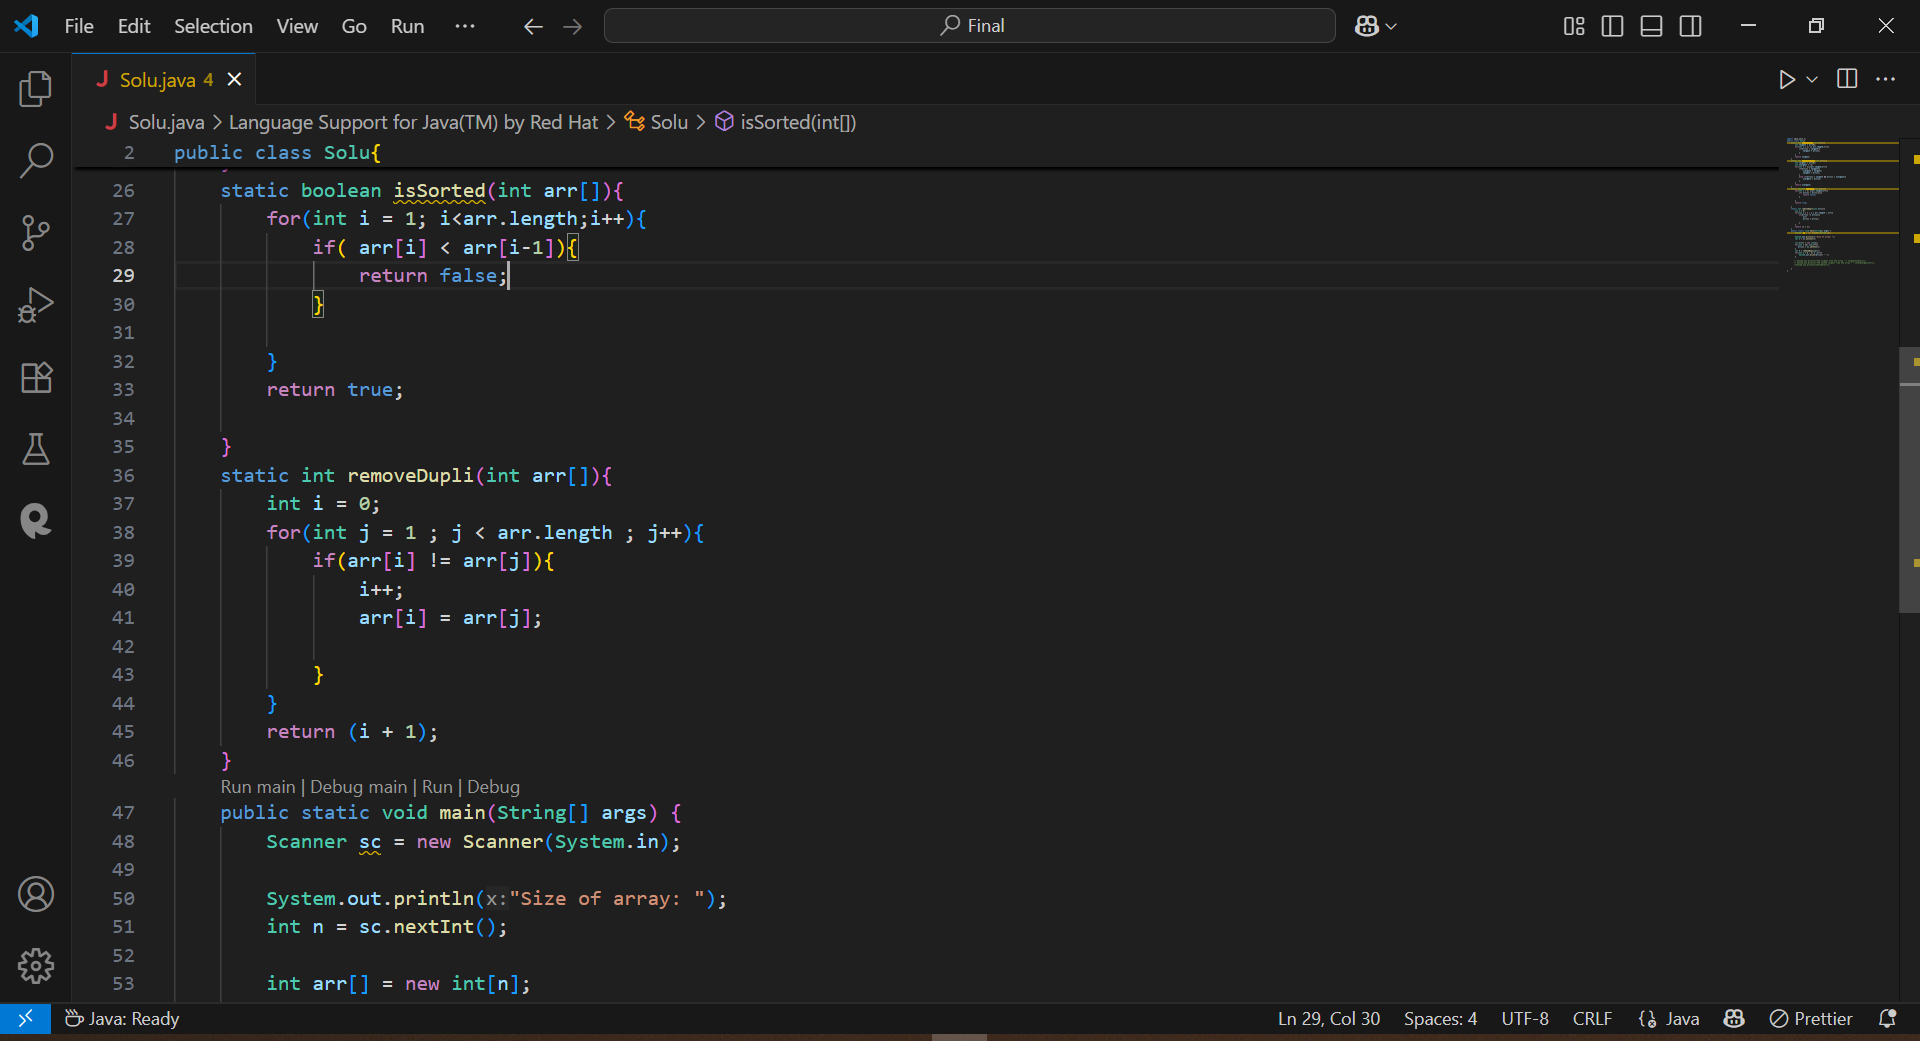 File Edit Selection View Go Run ··· Final
Solu.java 4
Solu.java > Language Support for Java(TM) by Red Hat > Solu > isSorted(int[])
2 public class Solu{
26 static boolean isSorted(int arr[]){
27 for(int i = 1; i<arr.length;i++){
28 if( arr[i] < arr[i-1]){
29 return false;
30 }
31
32 }
33 return true;
34
35 }
36 static int removeDupli(int arr[]){
37 int i = 0;
38 for(int j = 1 ; j < arr.length ; j++){
39 if(arr[i] != arr[j]){
40 i++;
41 arr[i] = arr[j];
42
43 }
44 }
45 return (i + 1);
46 }
Run main | Debug main | Run | Debug
47 public static void main(String[] args) {
48 Scanner sc = new Scanner(System.in);
49
50 System.out.println(x:"Size of array: ");
51 int n = sc.nextInt();
52
53 int arr[] = new int[n];
Java: Ready Ln 29, Col 30 Spaces: 4 UTF-8 CRLF Java Prettier